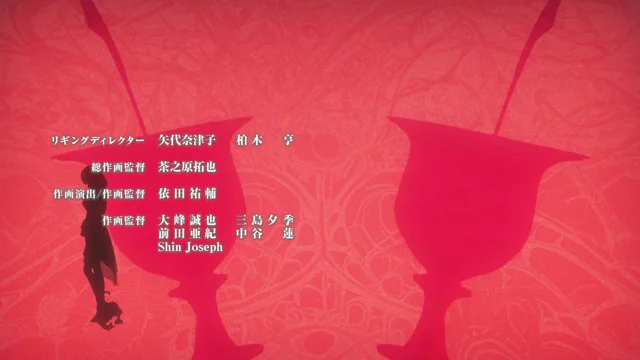 リギングディレクター 矢代奈津子 柏木 亨
総作画監督 茶之原拓也
作画演出/作画監督 依田祐輔
作画監督 大峰誠也 三島夕季
前田亜紀 中谷 蓮
Shin Joseph